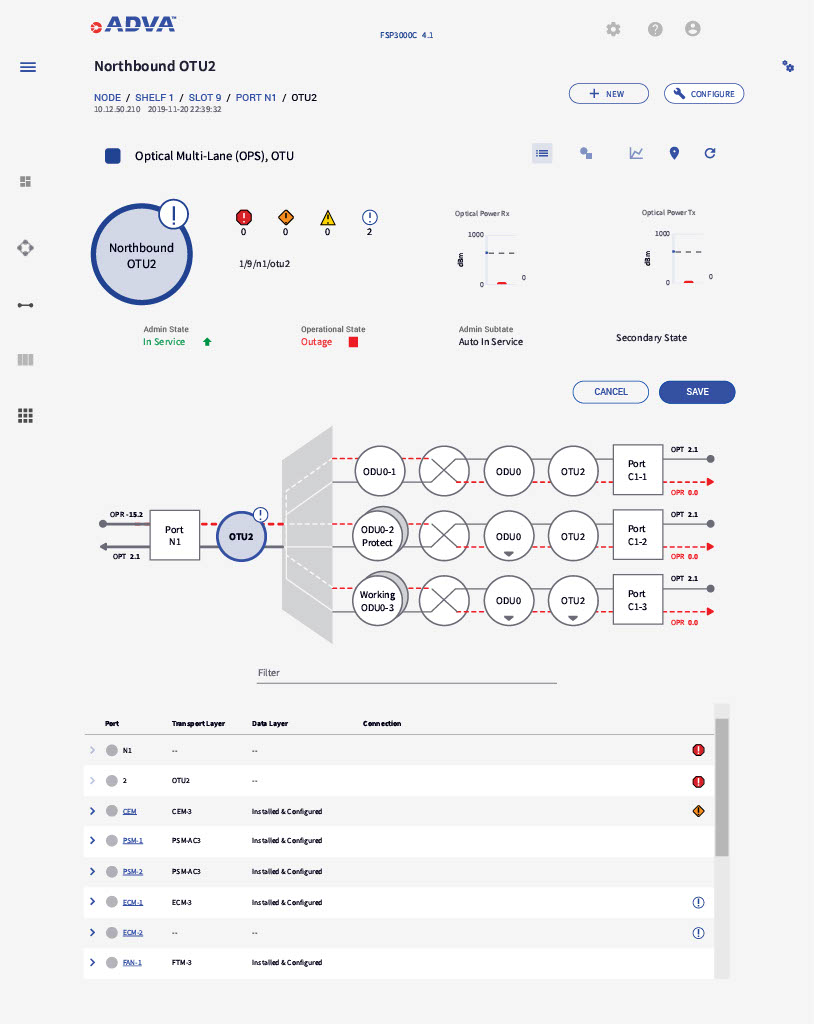 ADVA
FSP3000C 4.1
Northbound OTU2
NODE / SHELF 1 / SLOT 9 / PORT N1 / OTU2
10.12.50.210 2019-11-20 22:39:32
NEW
CONFIGURE
Optical Multi-Lane (OPS), OTU
Northbound
OTU2
0 0 0 2
1/9/n1/otu2
Optical Power Rx
1000
dBm
0
0
Optical Power Tx
1000
dBm
0
0
Admin State
In Service
Operational State
Outage
Admin Substate
Auto In Service
Secondary State
CANCEL
SAVE
OPR -15.2
OPT 2.1
Port
N1
OTU2
ODU0-1
ODU0
OTU2
Port
C1-1
OPT 2.1
OPR 0.0
ODU0-2
Protect
ODU0
OTU2
Port
C1-2
OPT 2.1
OPR 0.0
Working
ODU0-3
ODU0
OTU2
Port
C1-3
OPT 2.1
OPR 0.0
Filter
Port Transport Layer Data Layer Connection
N1 -- --
2 OTU2 --
CEM CEM-3 Installed & Configured
PSM-1 PSM-AC3 Installed & Configured
PSM-2 PSM-AC3 Installed & Configured
ECM-1 ECM-3 Installed & Configured
ECM-2 -- --
FAN-1 FTM-3 Installed & Configured